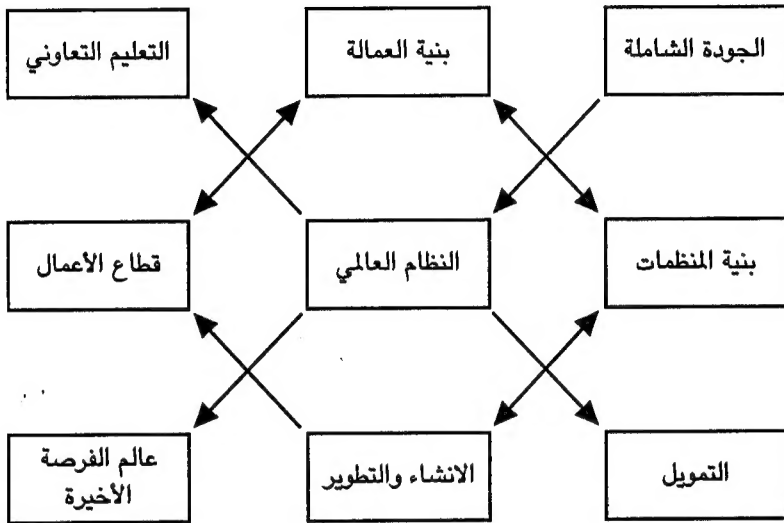 الجودة الشاملة
بنية العمالة
التعليم التعاوني
بنية المنظمات
النظام العالمي
قطاع الأعمال
التمويل
الانشاء والتطوير
عالم الفرصة
الأخيرة